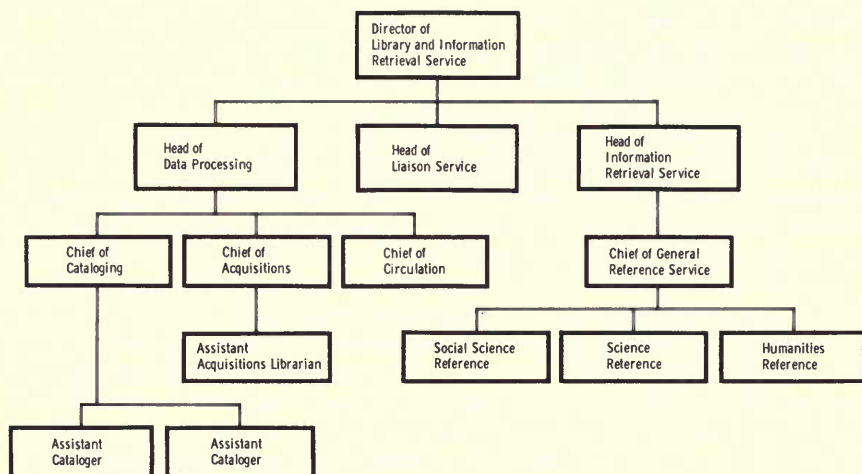 Director of
Library and Information
Retrieval Service
Head of
Data Processing
Head of
Liaison Service
Head of
Information
Retrieval Service
Chief of
Cataloging
Chief of
Acquisitions
Chief of
Circulation
Chief of General
Reference Service
Assistant
Acquisitions Librarian
Social Science
Reference
Science
Reference
Humanities
Reference
Assistant
Cataloger
Assistant
Cataloger